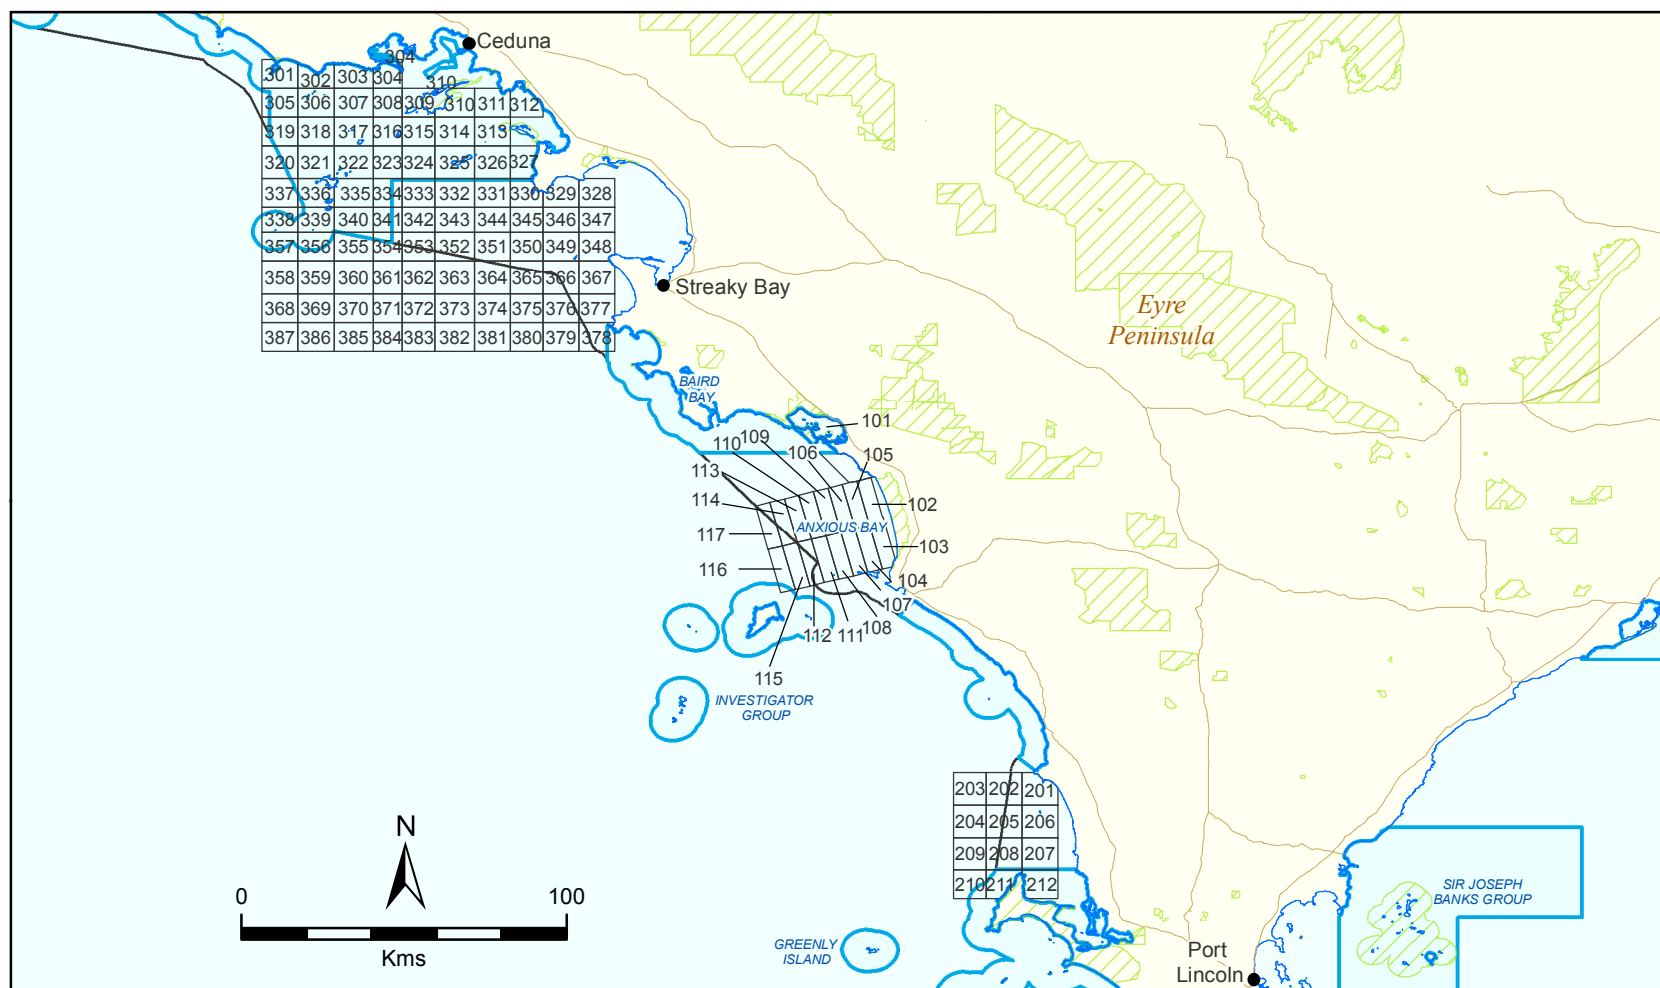 Ceduna
304
301 302 303 304 310
305 306 307 308 309 310 311 312
319 318 317 316 315 314 313
320 321 322 323 324 325 326 327
337 336 335 334 333 332 331 330 329 328
338 339 340 341 342 343 344 345 346 347
357 356 355 354 353 352 351 350 349 348
358 359 360 361 362 363 364 365 366 367
368 369 370 371 372 373 374 375 376 377
387 386 385 384 383 382 381 380 379 378
Streaky Bay
Eyre
Peninsula
BAIRD
BAY
101
110 109
106 105
113
114
102
117
ANXIOUS BAY
103
116
104
107
112 111 108
115
INVESTIGATOR
GROUP
203 202 201
204 205 206
209 208 207
210 211 212
N
0 100
Kms
GREENLY
ISLAND
SIR JOSEPH
BANKS GROUP
Port
Lincoln